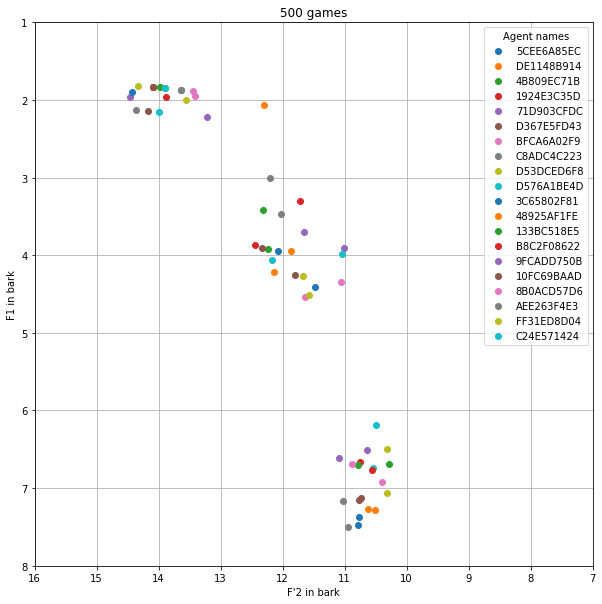 500 games
Agent names
5CEE6A85EC
DE1148B914
4B809EC71B
1924E3C35D
71D903CFDC
D367E5FD43
BFCA6A02F9
C8ADC4C223
D53DCED6F8
D576A1BE4D
3C65802F81
48925AF1FE
133BC518E5
B8C2F08622
9FCADD750B
10FC69BAAD
8B0ACD57D6
AEE263F4E3
FF31ED8D04
C24E571424
F1 in bark
1
2
3
4
5
6
7
8
16 15 14 13 12 11 10 9 8 7
F'2 in bark